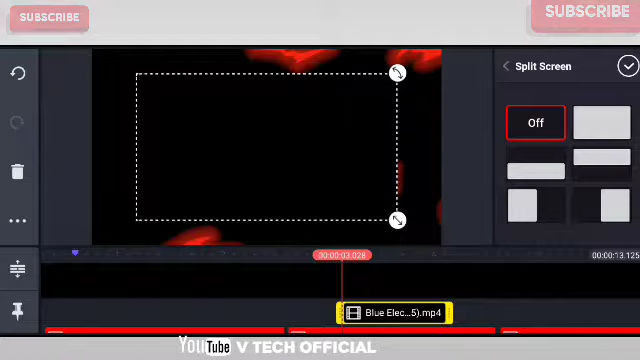 SUBSCRIBE
SUBSCRIBE
Split Screen
Off
00:00:03.028
00:00:13.125
Blue Elec...5).mp4
YouTube V TECH OFFICIAL